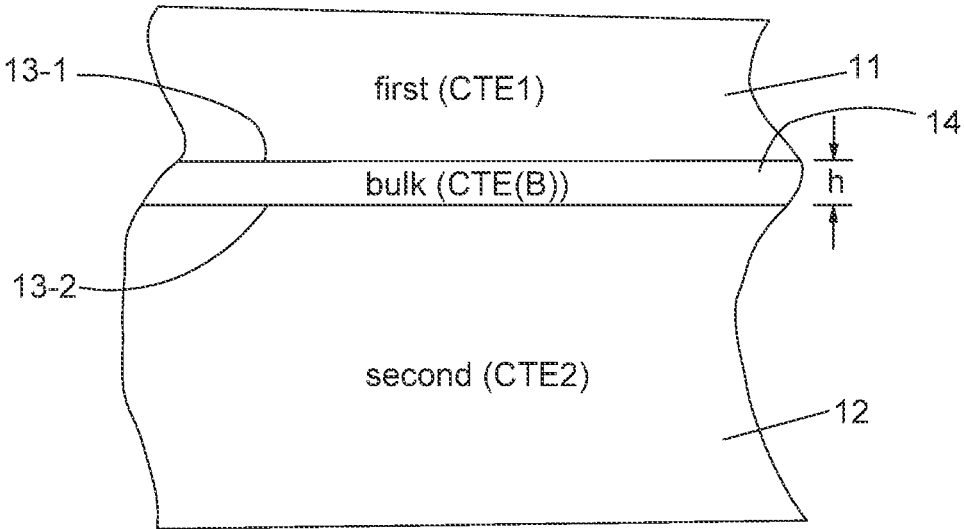 13-1
first (CTE1)
11
14
bulk (CTE(B))
h
13-2
second (CTE2)
12